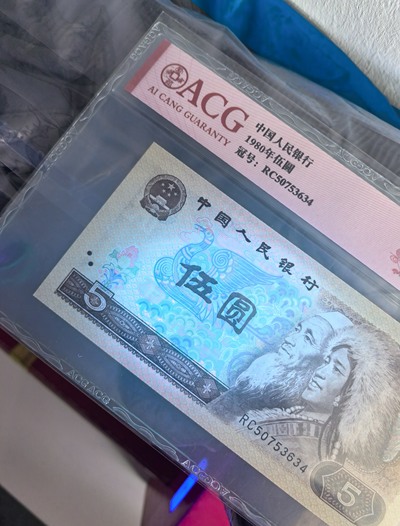 ACG
AI CANG GUARANTY
中国人民银行
1980年伍圆
冠号：RC50753634
中国人民银行
伍圆
5
RC50753634
5